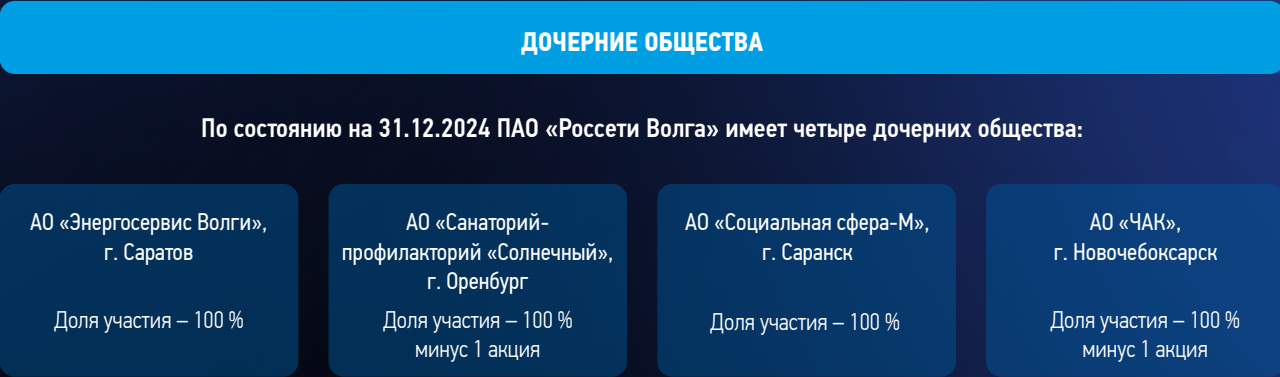 ДОЧЕРНИЕ ОБЩЕСТВА
По состоянию на 31.12.2024 ПАО «Россети Волга» имеет четыре дочерних общества:
АО «Энергосервис Волги»,
г. Саратов
Доля участия – 100 %
АО «Санаторий-
профилакторий «Солнечный»,
г. Оренбург
Доля участия – 100 %
минус 1 акция
АО «Социальная сфера-М»,
г. Саранск
Доля участия – 100 %
АО «ЧАК»,
г. Новочебоксарск
Доля участия – 100 %
минус 1 акция